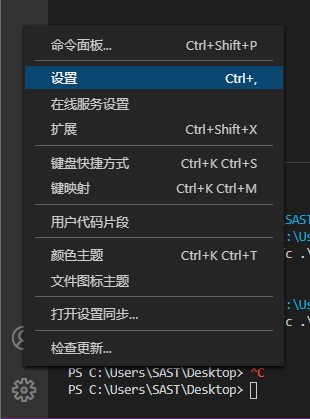 命令面板... Ctrl+Shift+P
设置 Ctrl+,
在线服务设置
扩展 Ctrl+Shift+X
键盘快捷方式 Ctrl+K Ctrl+S
键映射 Ctrl+K Ctrl+M
用户代码片段
SAST
:\Us
颜色主题 Ctrl+K Ctrl+T
/c .\
文件图标主题
:\Us
打开设置同步...
/c .\
检查更新...
PS C:\Users\SAST\Desktop> ^C
PS C:\Users\SAST\Desktop>